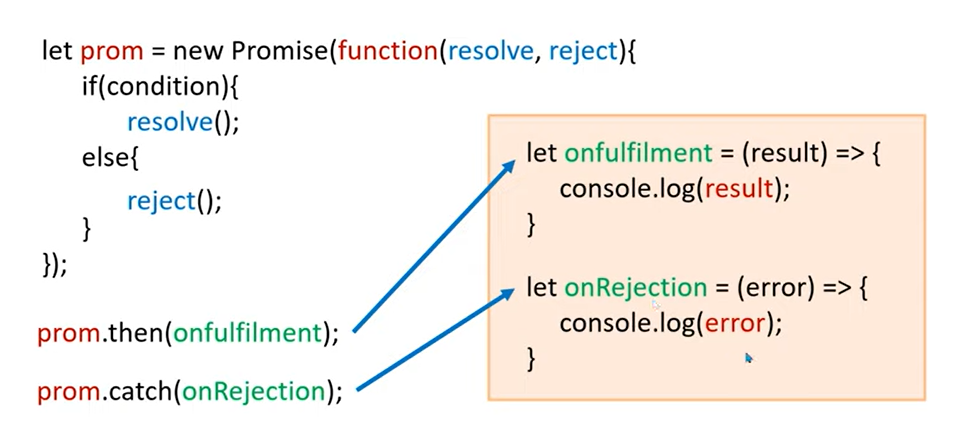 let prom = new Promise(function(resolve, reject){
if(condition){
resolve();
else{
reject();
}
});
prom.then(onfulfilment);
prom.catch(onRejection);
let onfulfilment = (result) => {
console.log(result);
}
let onRejection = (error) => {
console.log(error);
}